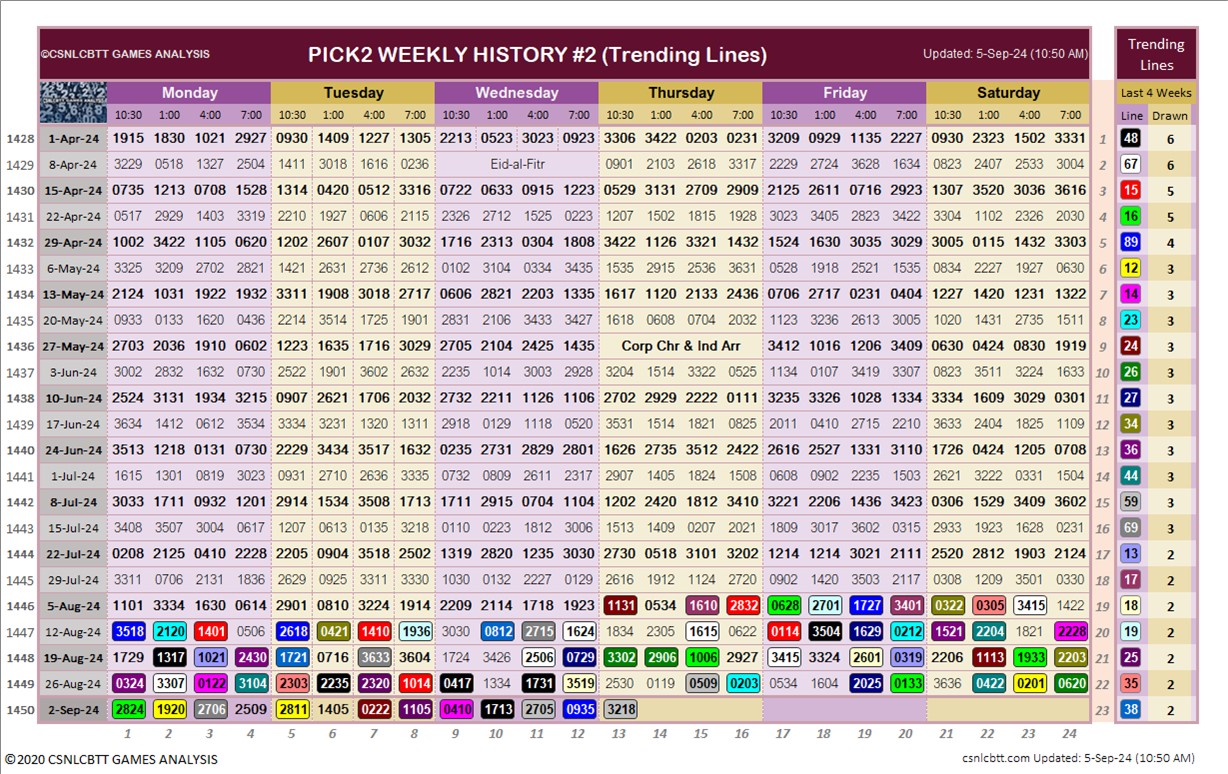 ©CSNLCBTT GAMES ANALYSIS PICK2 WEEKLY HISTORY #2 (Trending Lines) Updated: 5-Sep-24 (10:50 AM) Trending Lines
Monday Tuesday Wednesday Thursday Friday Saturday Last 4 Weeks
10:30 1:00 4:00 7:00 10:30 1:00 4:00 7:00 10:30 1:00 4:00 7:00 10:30 1:00 4:00 7:00 10:30 1:00 4:00 7:00 10:30 1:00 4:00 7:00 Line Drawn
1428 1-Apr-24 1915 1830 1021 2927 0930 1409 1227 1305 2213 0523 3023 0923 3306 3422 0203 0231 3209 0929 1135 2227 0930 2323 1502 3331 1 48 6
1429 8-Apr-24 3229 0518 1327 2504 1411 3018 1616 0236 Eid-al-Fitr 0901 2103 2618 3317 2229 2724 3628 1634 0823 2407 2533 3004 2 67 6
1430 15-Apr-24 0735 1213 0708 1528 1314 0420 0512 3316 0722 0633 0915 1223 0529 3131 2709 2909 2125 2611 0716 2923 1307 3520 3036 3616 3 15 5
1431 22-Apr-24 0517 2929 1403 3319 2210 1927 0606 2115 2326 2712 1525 0223 1207 1502 1815 1928 3023 3405 2823 3422 3304 1102 2326 2030 4 16 5
1432 29-Apr-24 1002 3422 1105 0620 1202 2607 0107 3032 1716 2313 0304 1808 3422 1126 3321 1432 1524 1630 3035 3029 3005 0115 1432 3303 5 89 4
1433 6-May-24 3325 3209 2702 2821 1421 2631 2736 2614 0102 3104 0334 3435 1535 2915 2536 3631 0528 1918 2521 1535 0834 2227 1927 0630 6 12 3
1434 13-May-24 2124 1031 1922 1932 3311 1908 3018 2717 0606 2821 2203 1335 1617 1120 2133 2436 0706 2717 0131 0404 1227 1420 1231 1322 7 14 3
1435 20-May-24 0933 0133 1620 0436 2214 3514 1725 1901 2831 2106 3433 3427 1618 0608 0704 2032 1123 3236 2613 3005 1020 1431 2735 1511 8 23 3
1436 27-May-24 2703 2036 1910 0602 1223 1635 1716 3029 2705 2104 2425 1435 Corp Chr & Ind Arr 3412 1016 1206 3409 0630 0424 0830 1919 9 24 3
1437 3-Jun-24 3002 2832 1632 0730 2522 1901 3602 2632 2235 1014 3003 2928 3204 1514 3322 0525 1134 0107 3419 3307 0823 3511 3224 1633 10 26 3
1438 10-Jun-24 2524 3131 1934 3215 0907 2621 1706 2032 2732 2211 1126 1106 2702 2929 2222 0111 3235 3326 1028 1334 3334 1609 3029 0301 11 27 3
1439 17-Jun-24 3634 1412 0612 3534 3334 3231 1320 1311 2918 0129 1118 0520 3531 1514 1821 0825 2011 0410 2715 2210 3633 2404 1825 1109 12 34 3
1440 24-Jun-24 3513 1218 0131 0730 2229 3434 3517 1632 0235 2731 2829 2801 1626 2735 3512 2422 2616 2527 1331 3110 1726 0424 1205 0708 13 36 3
1441 1-Jul-24 1615 1301 0819 3023 0931 2710 2636 3335 0732 0809 2611 2317 2907 1405 1824 1508 0608 0902 2235 1503 2621 3222 0331 1504 14 44 3
1442 8-Jul-24 3033 1711 0932 1201 2914 1534 3508 1713 1711 2915 0704 1104 1202 2420 1812 3410 3221 2206 1436 3423 0306 1529 3409 3602 15 59 3
1443 15-Jul-24 3408 3507 3004 0617 1207 0613 0135 3218 0110 0223 1812 3006 1513 1409 0207 2021 1809 3017 3602 0315 2933 1923 1628 0231 16 69 3
1444 22-Jul-24 0208 2125 0410 2228 2205 0904 3518 2502 1319 2820 1235 3030 2730 0518 3101 3202 1214 1214 3021 2111 2520 2812 1903 2124 17 13 2
1445 29-Jul-24 3311 0706 2131 1836 2629 0925 3311 3330 1030 0132 2227 0129 2616 1912 1124 2720 0902 1420 3503 2117 0308 1209 3501 0330 18 17 2
1446 5-Aug-24 1101 3334 1630 0614 2901 0810 3224 1914 2209 2114 1718 1923 1131 0534 1610 2832 0628 2701 1727 3401 0322 0305 3415 1422 19 18 2
1447 12-Aug-24 3518 2120 1401 0506 2618 0421 1410 1936 3030 0812 2715 1624 1834 2305 1615 0622 0114 3504 1629 0212 1521 2204 1821 2228 20 19 2
1448 19-Aug-24 1729 1317 1021 2430 1721 0716 3633 3604 1724 3426 2506 0729 3302 2906 1006 2927 3415 3324 2601 0319 2206 1113 1933 2203 21 25 2
1449 26-Aug-24 0324 3307 0122 3104 2303 2235 2320 1014 0417 1334 1731 3519 2530 0119 0509 0203 0534 1604 2025 0133 3636 0422 0201 0620 22 35 2
1450 2-Sep-24 2824 1920 2706 2509 2811 1405 0222 1105 0410 1713 2705 0935 3218 23 38 2
1 2 3 4 5 6 7 8 9 10 11 12 13 14 15 16 17 18 19 20 21 22 23 24
©2020 CSNLCBTT GAMES ANALYSIS csnlcbtt.com Updated: 5-Sep-24 (10:50 AM)